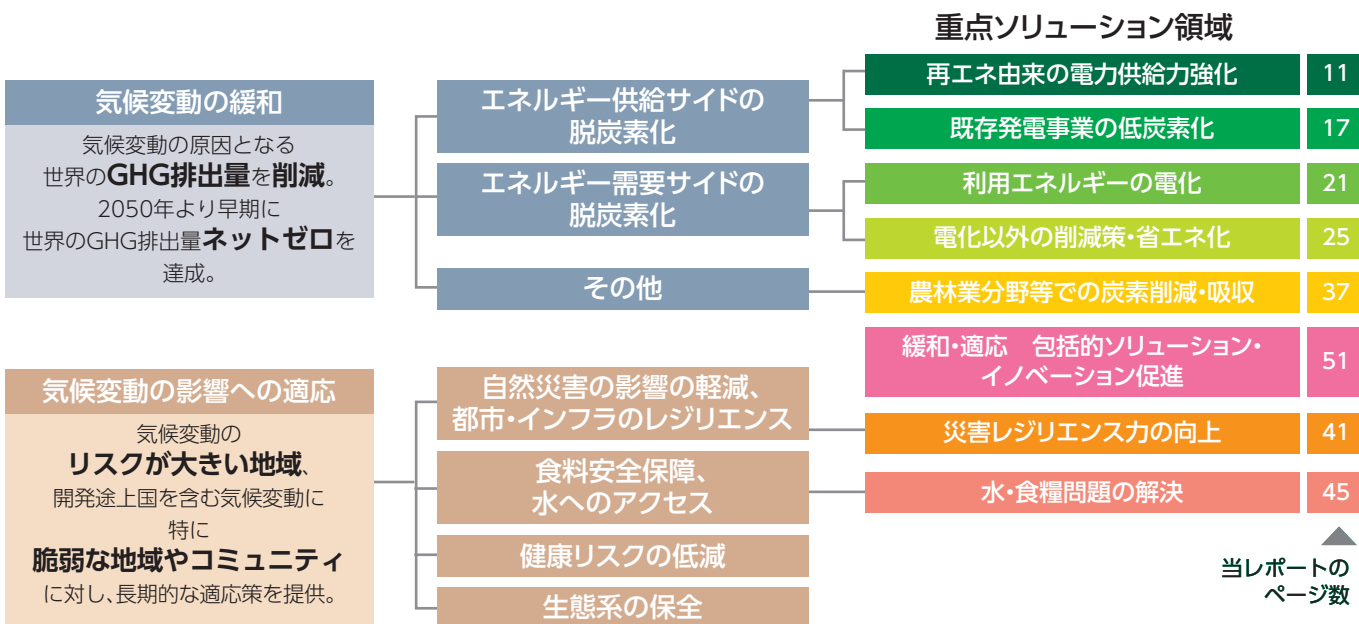 重点ソリューション領域
気候変動の緩和
気候変動の原因となる
世界のGHG排出量を削減。
2050年より早期に
世界のGHG排出量ネットゼロを
達成。
エネルギー供給サイドの
脱炭素化
エネルギー需要サイドの
脱炭素化
その他
再エネ由来の電力供給力強化 11
既存発電事業の低炭素化 17
利用エネルギーの電化 21
電化以外の削減策・省エネ化 25
農林業分野等での炭素削減・吸収 37
緩和・適応　包括的ソリューション・
イノベーション促進 51
気候変動の影響への適応
気候変動の
リスクが大きい地域、
開発途上国を含む気候変動に
特に
脆弱な地域やコミュニティ
に対し、長期的な適応策を提供。
自然災害の影響の軽減、
都市・インフラのレジリエンス
食料安全保障、
水へのアクセス
健康リスクの低減
生態系の保全
災害レジリエンス力の向上 41
水・食糧問題の解決 45
当レポートの
ページ数